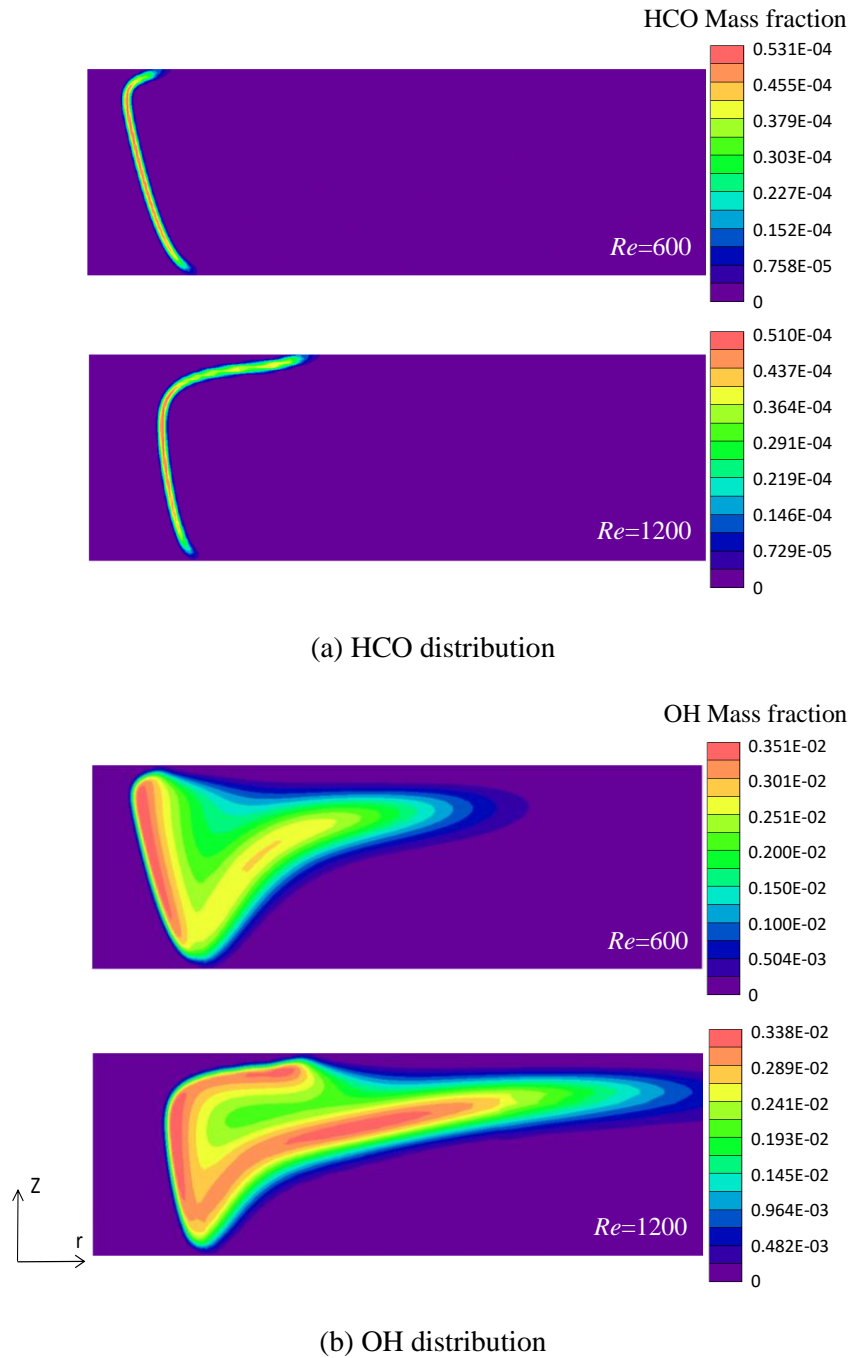 HCO Mass fraction
0.531E-04
0.455E-04
0.379E-04
0.303E-04
0.227E-04
0.152E-04
0.758E-05
0
Re=600
0.510E-04
0.437E-04
0.364E-04
0.291E-04
0.219E-04
0.146E-04
0.729E-05
0
Re=1200
(a) HCO distribution
OH Mass fraction
0.351E-02
0.301E-02
0.251E-02
0.200E-02
0.150E-02
0.100E-02
0.504E-03
0
Re=600
0.338E-02
0.289E-02
0.241E-02
0.193E-02
0.145E-02
0.964E-03
0.482E-03
0
Re=1200
Z
r
(b) OH distribution